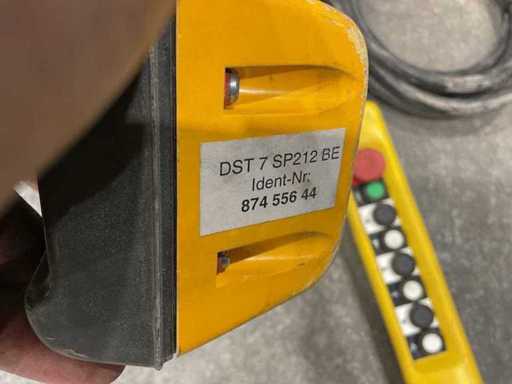 DST 7 SP212 BE
Ident-Nr:
874 556 44